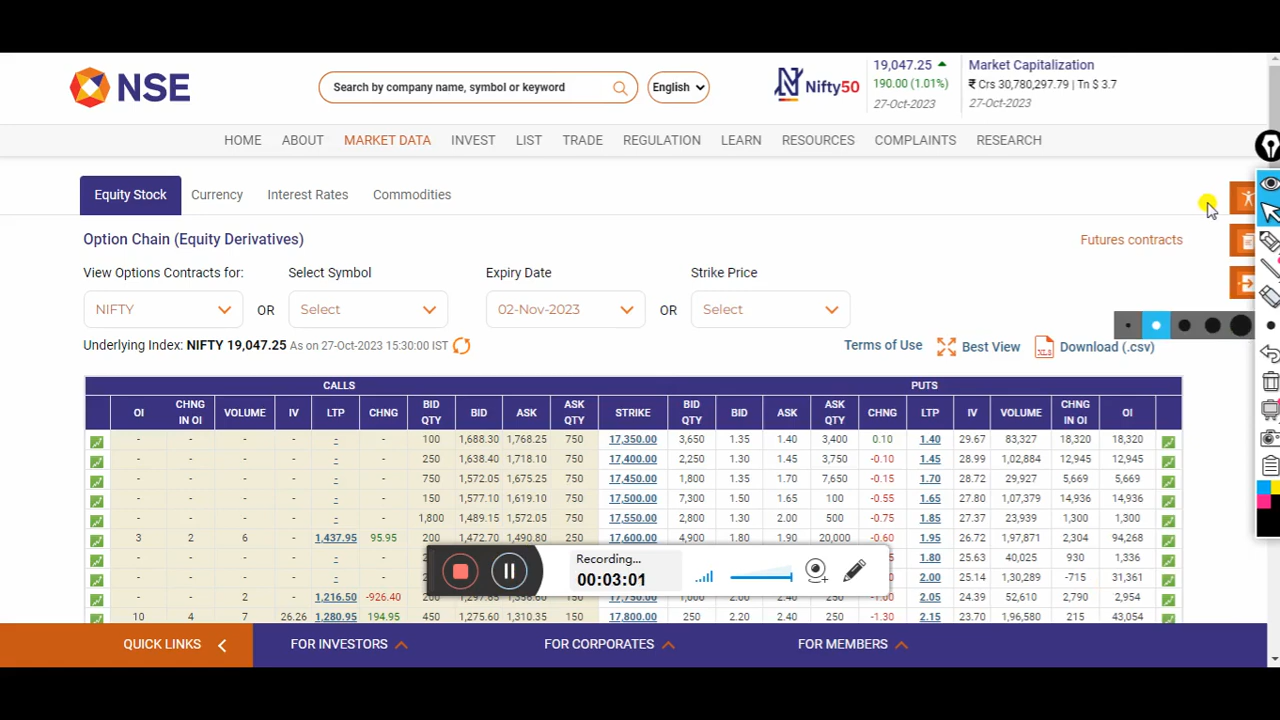 NSE
Search by company name, symbol or keyword
English
Nifty50
19,047.25
190.00 (1.01%)
27-Oct-2023
Market Capitalization
₹ Crs 30,780,297.79 | Tn $ 3.7
27-Oct-2023
HOME ABOUT MARKET DATA INVEST LIST TRADE REGULATION LEARN RESOURCES COMPLAINTS RESEARCH
Equity Stock Currency Interest Rates Commodities
Option Chain (Equity Derivatives)
Futures contracts
View Options Contracts for: Select Symbol Expiry Date Strike Price
NIFTY OR Select 02-Nov-2023 OR Select
Underlying Index: NIFTY 19,047.25 As on 27-Oct-2023 15:30:00 IST
Terms of Use Best View XLS Download (.csv)
CALLS PUTS
OI CHNG IN OI VOLUME IV LTP CHNG BID QTY BID ASK ASK QTY STRIKE BID QTY BID ASK ASK QTY CHNG LTP IV VOLUME CHNG IN OI OI
- - - - - - 100 1,688.30 1,768.25 750 17,350.00 3,650 1.35 1.40 3,400 0.10 1.40 29.67 83,327 18,320 18,320
- - - - - - 250 1,638.40 1,718.10 750 17,400.00 2,250 1.30 1.45 3,750 -0.10 1.45 28.99 1,02,884 12,945 12,945
- - - - - - 750 1,572.05 1,675.25 750 17,450.00 1,800 1.35 1.70 7,650 -0.15 1.70 28.72 29,927 5,669 5,669
- - - - - - 150 1,577.10 1,619.10 750 17,500.00 7,300 1.50 1.65 100 -0.55 1.65 27.80 1,07,379 14,936 14,936
- - - - - - 1,800 1,489.15 1,572.05 750 17,550.00 2,800 1.30 2.00 500 -0.75 1.85 27.37 23,939 1,300 1,300
3 2 6 - 1,437.95 95.95 200 1,472.70 1,490.80 250 17,600.00 4,900 1.80 1.90 20,000 -0.60 1.95 26.72 1,97,871 2,304 94,268
- - - - - - 1.80 25.63 40,025 930 1,336
- - - - - - 2.00 25.14 1,30,289 -715 31,361
- - 2 - 1,216.50 -926.40 200 2.05 24.39 52,610 2,790 2,954
10 4 7 26.26 1,280.95 194.95 450 1,275.60 1,310.35 150 17,800.00 250 2.20 2.40 250 -1.30 2.15 23.70 1,96,580 215 43,054
Recording...
00:03:01
QUICK LINKS FOR INVESTORS FOR CORPORATES FOR MEMBERS